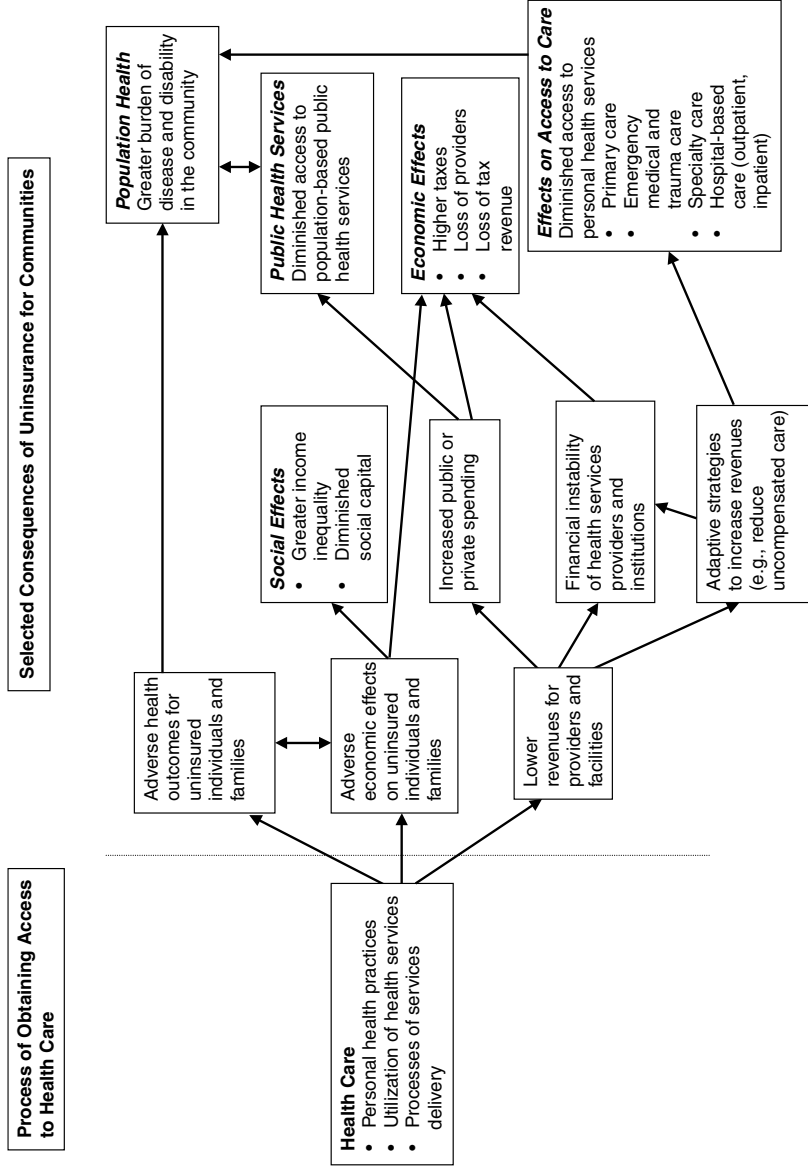 Process of Obtaining Access
to Health Care
Selected Consequences of Uninsurance for Communities
Health Care
• Personal health practices
• Utilization of health services
• Processes of services
delivery
Adverse health
outcomes for
uninsured
individuals and
families
Adverse
economic effects
on uninsured
individuals and
families
Lower
revenues for
providers and
facilities
Social Effects
• Greater income
inequality
• Diminished
social capital
Increased public or
private spending
Financial instability
of health services
providers and
institutions
Adaptive strategies
to increase revenues
(e.g., reduce
uncompensated care)
Population Health
Greater burden of
disease and disability
in the community
Public Health Services
Diminished access to
population-based public
health services
Economic Effects
• Higher taxes
• Loss of providers
• Loss of tax
revenue
Effects on Access to Care
Diminished access to
personal health services
• Primary care
• Emergency
medical and
trauma care
• Specialty care
• Hospital-based
care (outpatient,
inpatient)